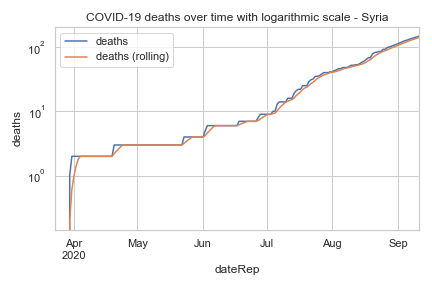 COVID-19 deaths over time with logarithmic scale - Syria
deaths
deaths (rolling)
10²
10¹
10⁰
deaths
Apr
2020
May
Jun
Jul
Aug
Sep
dateRep